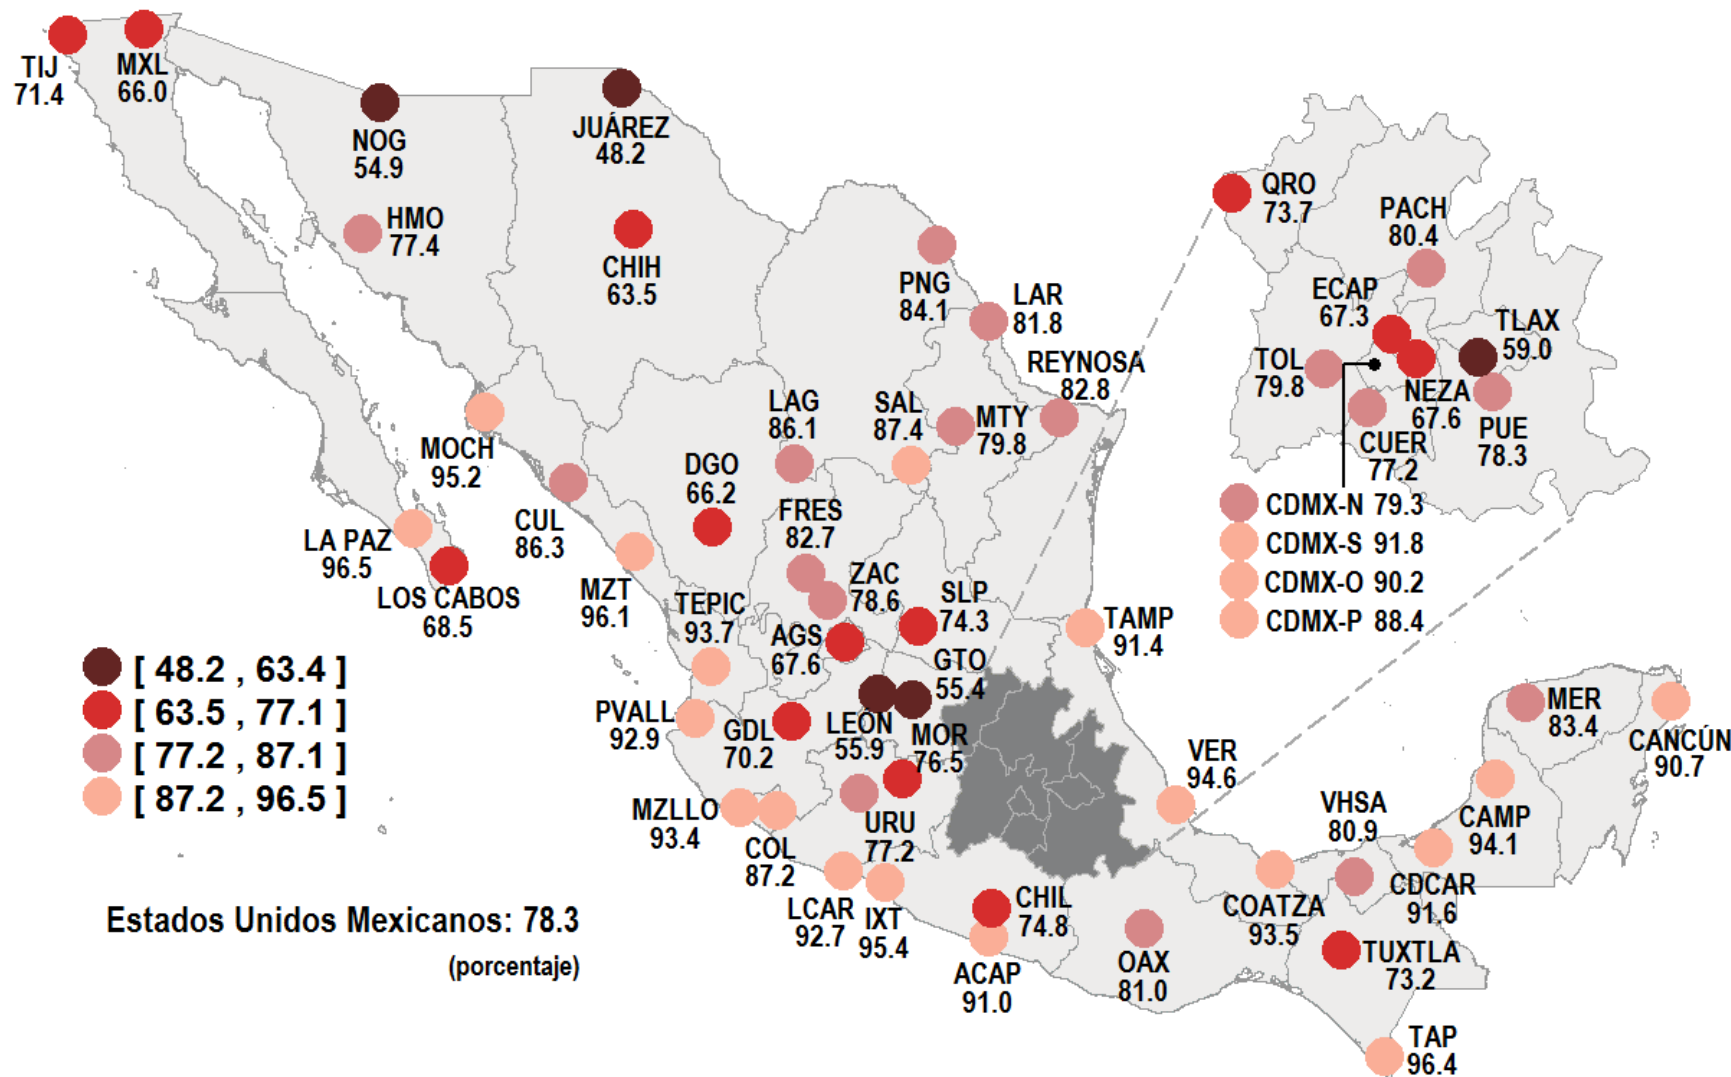 TIJ
71.4
MXL
66.0
NOG
54.9
JUÁREZ
48.2
HMO
77.4
CHIH
63.5
PNG
84.1
LAR
81.8
REYNOSA
82.8
LAG
86.1
SAL
87.4
MTY
79.8
MOCH
95.2
DGO
66.2
CUL
86.3
FRES
82.7
LA PAZ
96.5
LOS CABOS
68.5
MZT
96.1
ZAC
78.6
SLP
74.3
TEPIC
93.7
AGS
67.6
GTO
55.4
TAMP
91.4
PVALL
92.9
GDL
70.2
LEÓN
55.9
MOR
76.5
MZLLO
93.4
COL
87.2
URU
77.2
LCAR
92.7
IXT
95.4
CHIL
74.8
ACAP
91.0
OAX
81.0
VER
94.6
COATZA
93.5
VHSA
80.9
CDCAR
91.6
CAMP
94.1
MER
83.4
CANCÚN
90.7
TUXTLA
73.2
TAP
96.4
QRO
73.7
PACH
80.4
ECAP
67.3
TLAX
59.0
TOL
79.8
NEZA
67.6
CUER
77.2
PUE
78.3
CDMX-N 79.3
CDMX-S 91.8
CDMX-O 90.2
CDMX-P 88.4
[ 48.2 , 63.4 ]
[ 63.5 , 77.1 ]
[ 77.2 , 87.1 ]
[ 87.2 , 96.5 ]
Estados Unidos Mexicanos: 78.3
(porcentaje)